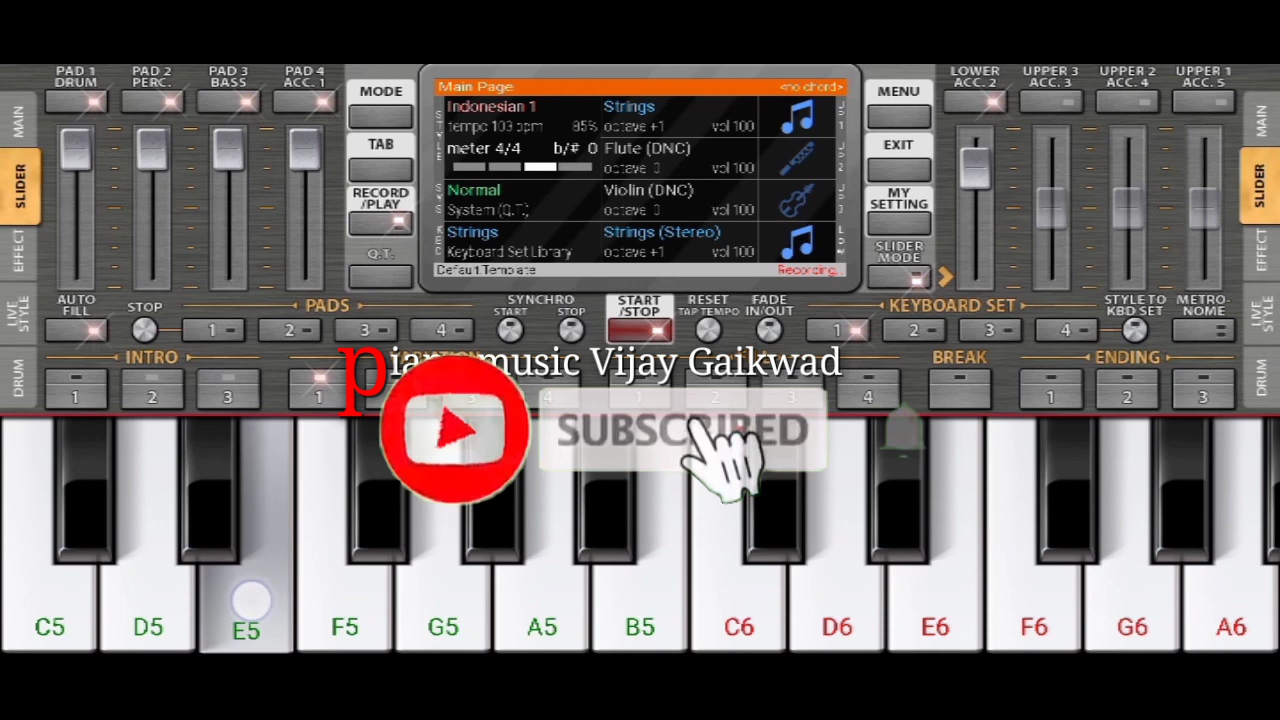 PAD 1 DRUM PAD 2 PERC. PAD 3 BASS PAD 4 ACC. 1
MAIN
SLIDER
EFFECT
LIVE STYLE
DRUM
MODE
TAB
RECORD /PLAY
Q.T.
Main Page <no chord>
Indonesian 1 Strings
tempo 103 bpm 85% octave +1 vol 100
meter 4/4 b/# 0 Flute (DNC)
octave 0 vol 100
Normal Violin (DNC)
System (Q.T.) octave 0 vol 100
Strings Strings (Stereo)
Keyboard Set Library octave +1 vol 100
Default Template Recording..
MENU
EXIT
MY SETTING
SLIDER MODE
LOWER ACC. 2 UPPER 3 ACC. 3 UPPER 2 ACC. 4 UPPER 1 ACC. 5
MAIN
SLIDER
EFFECT
LIVE STYLE
DRUM
AUTO FILL STOP PADS SYNCHRO START STOP START /STOP RESET TAP TEMPO FADE IN/OUT KEYBOARD SET STYLE TO KBD SET METRO-NOME
1 2 3 4 1 2 3 4
INTRO BREAK ENDING
piano music Vijay Gaikwad
1 2 3 1 3 4 1 2 3 4 1 2 3
SUBSCRIBED
C5 D5 E5 F5 G5 A5 B5 C6 D6 E6 F6 G6 A6